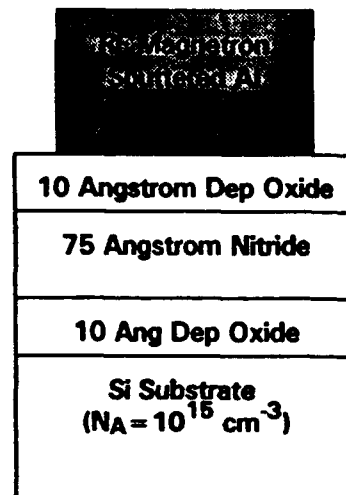 RF Magnetron
Sputtered Al
10 Angstrom Dep Oxide
75 Angstrom Nitride
10 Ang Dep Oxide
Si Substrate
(NA = 10^15 cm^-3)